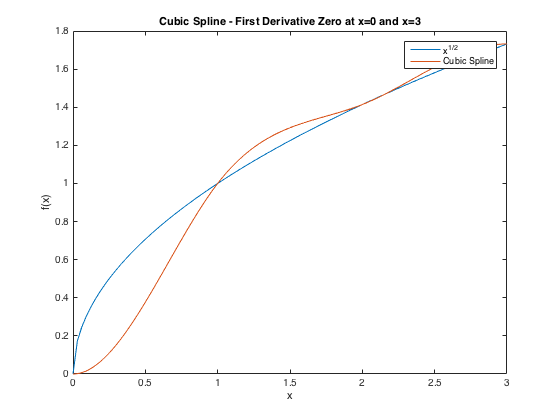 Cubic Spline - First Derivative Zero at x=0 and x=3
x^1/2
Cubic Spline
f(x)
1.8
1.6
1.4
1.2
1
0.8
0.6
0.4
0.2
0
0 0.5 1 1.5 2 2.5 3
x